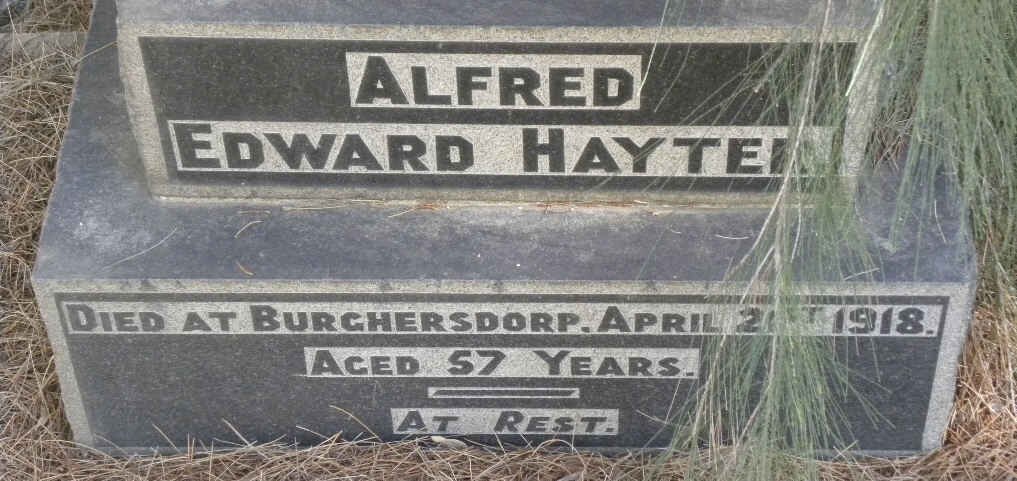 ALFRED
EDWARD HAYTER
DIED AT BURGHERSDORP. APRIL 1918.
AGED 57 YEARS.
AT REST.